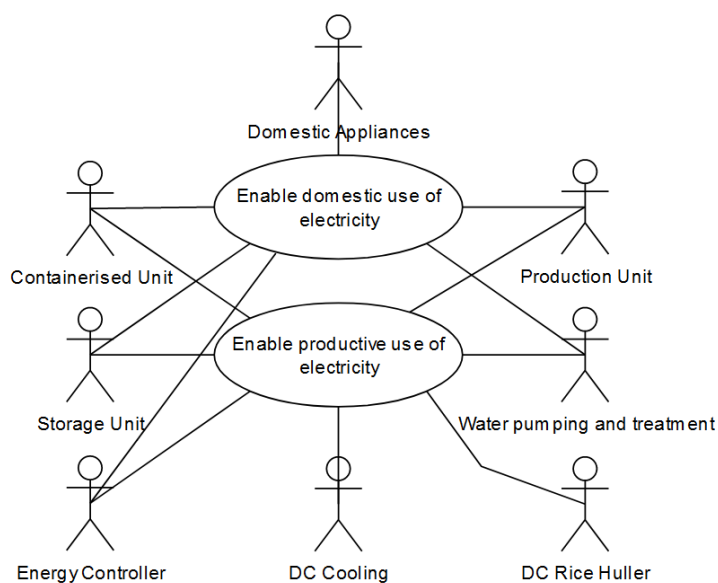 Domestic Appliances
Enable domestic use of
electricity
Containerised Unit
Production Unit
Enable productive use of
electricity
Storage Unit
Water pumping and treatment
Energy Controller
DC Cooling
DC Rice Huller